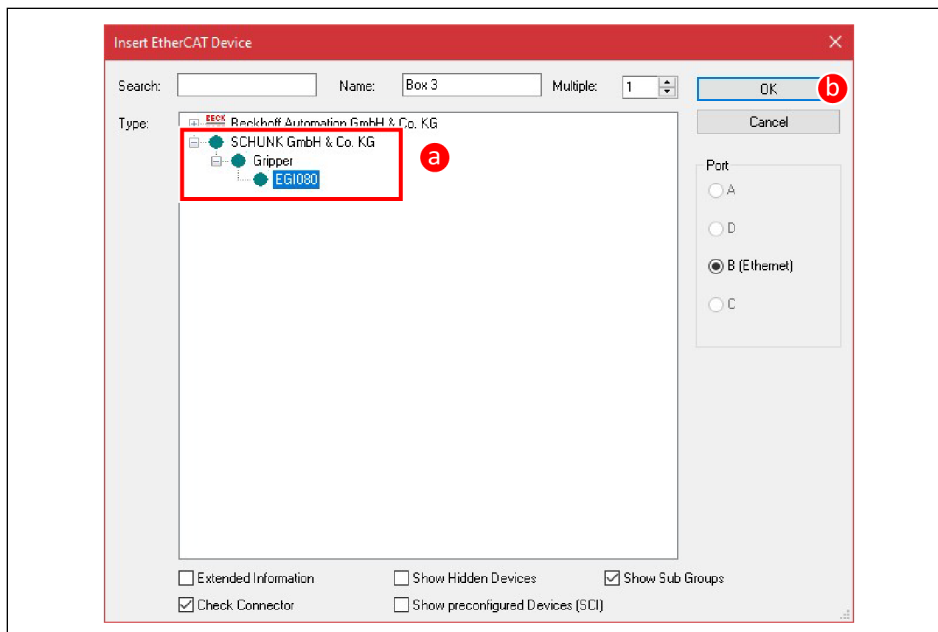 Insert EtherCAT Device
Search: Name: Box 3 Multiple: 1 OK b
Type: BECK Beckhoff Automation GmbH & Co. KG Cancel
SCHUNK GmbH & Co. KG
Gripper a
EGI080
Port
A
D
B (Ethernet)
C
Extended Information Show Hidden Devices Show Sub Groups
Check Connector Show preconfigured Devices (SCI)